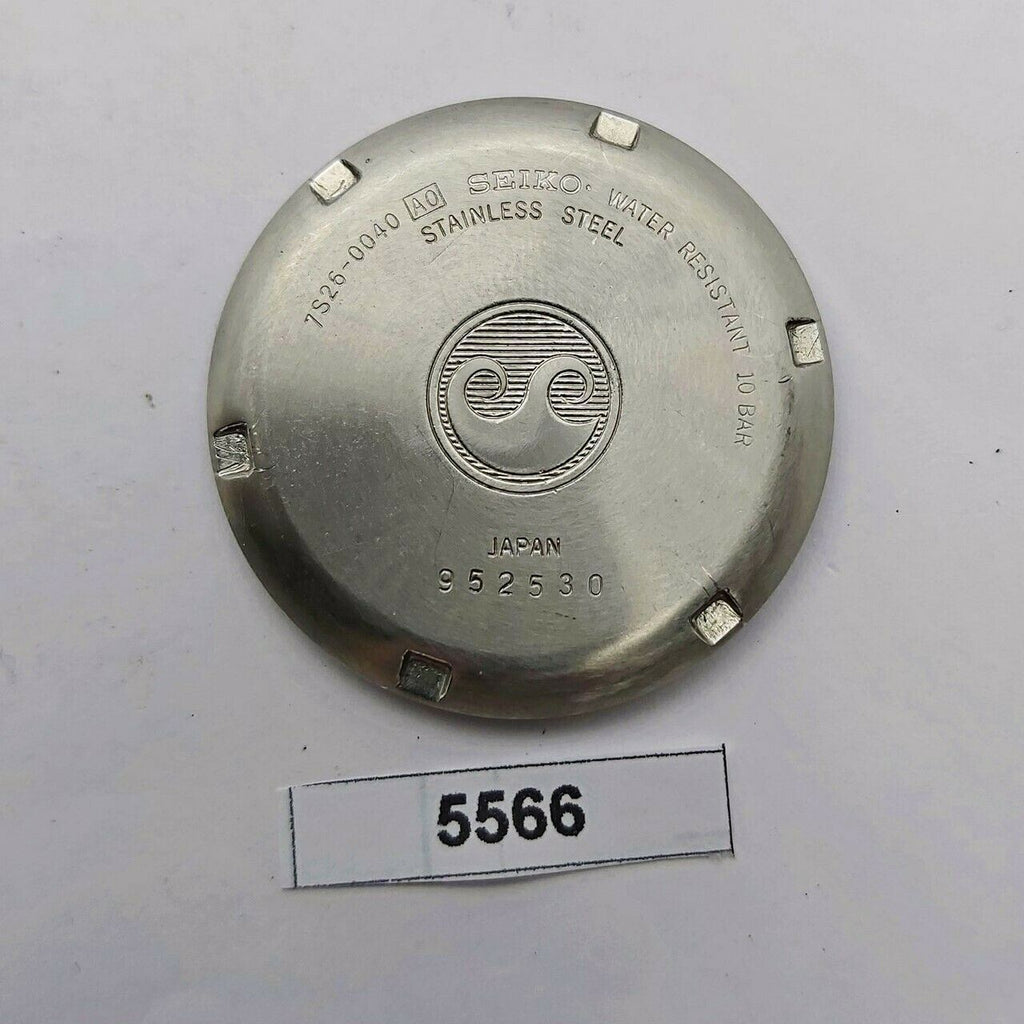 7S26-0040 A0 SEIKO WATER RESISTANT 10 BAR
STAINLESS STEEL
JAPAN
952530
5566